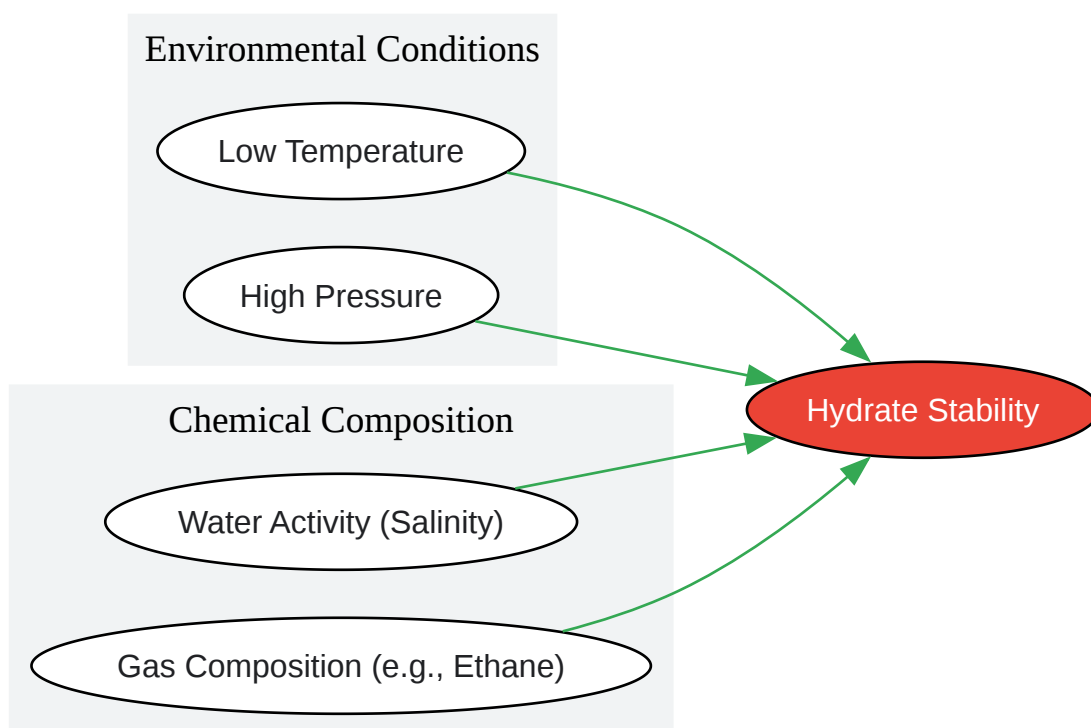 Environmental Conditions
Low Temperature
High Pressure
Chemical Composition
Water Activity (Salinity)
Gas Composition (e.g., Ethane)
Hydrate Stability